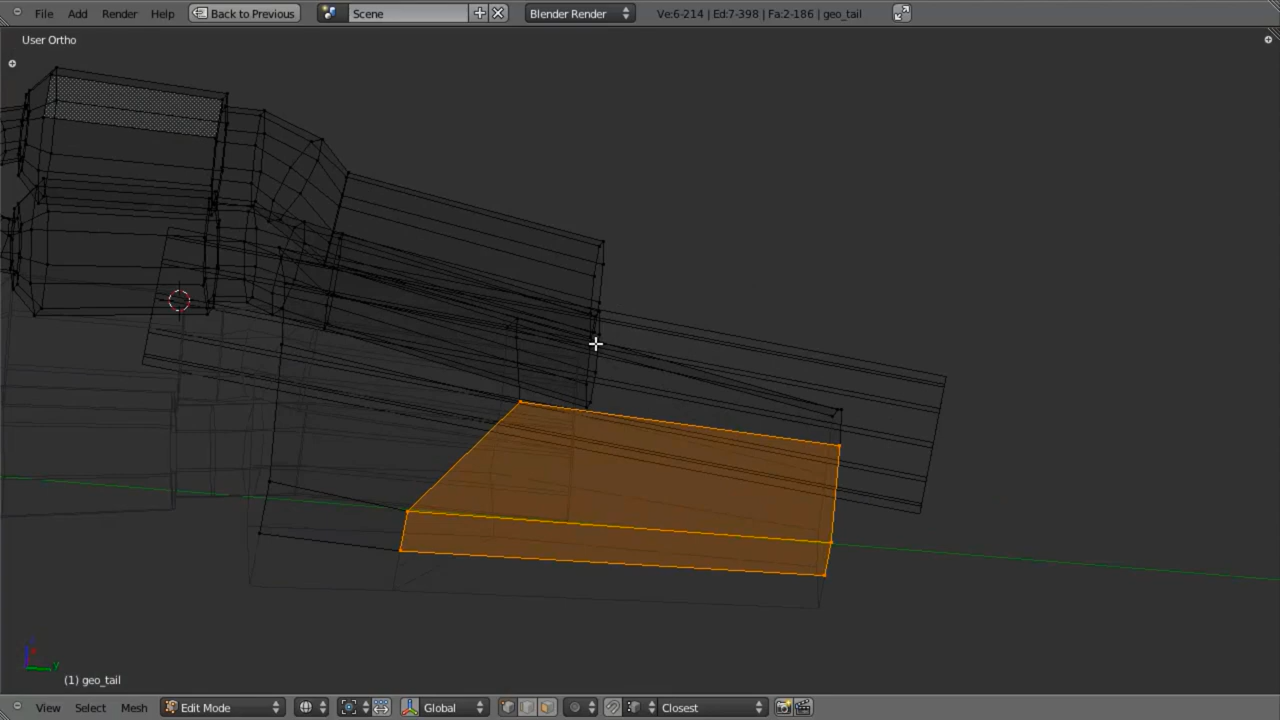 File Add Render Help Back to Previous Scene Blender Render Ve:6-214 | Ed:7-398 | Fa:2-186 | geo_tail
User Ortho
(1) geo_tail
View Select Mesh Edit Mode Global Closest